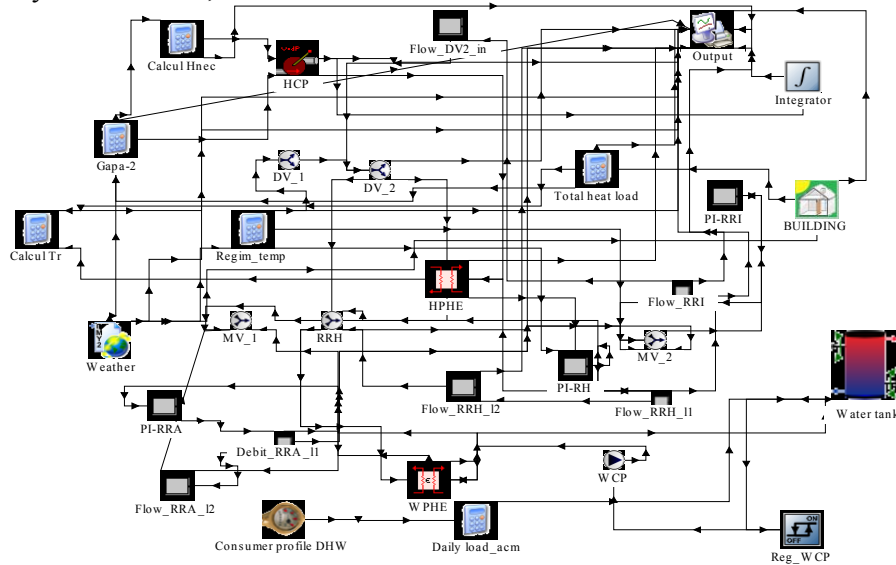 Calcul Hnec
HCP
Flow_DV2_in
Output
Integrator
Gapa-2
DV_1
DV_2
Total heat load
PI-RRI
BUILDING
Calcul Tr
Regim_temp
HPHE
Flow_RRI
Weather
MV_1
RRH
MV_2
PI-RH
PI-RRA
Flow_RRH_l2
Flow_RRH_l1
Water tank
Debit_RRA_l1
WCP
Flow_RRA_l2
WPHE
Consumer profile DHW
Daily load_acm
Reg_WCP
ON
OFF